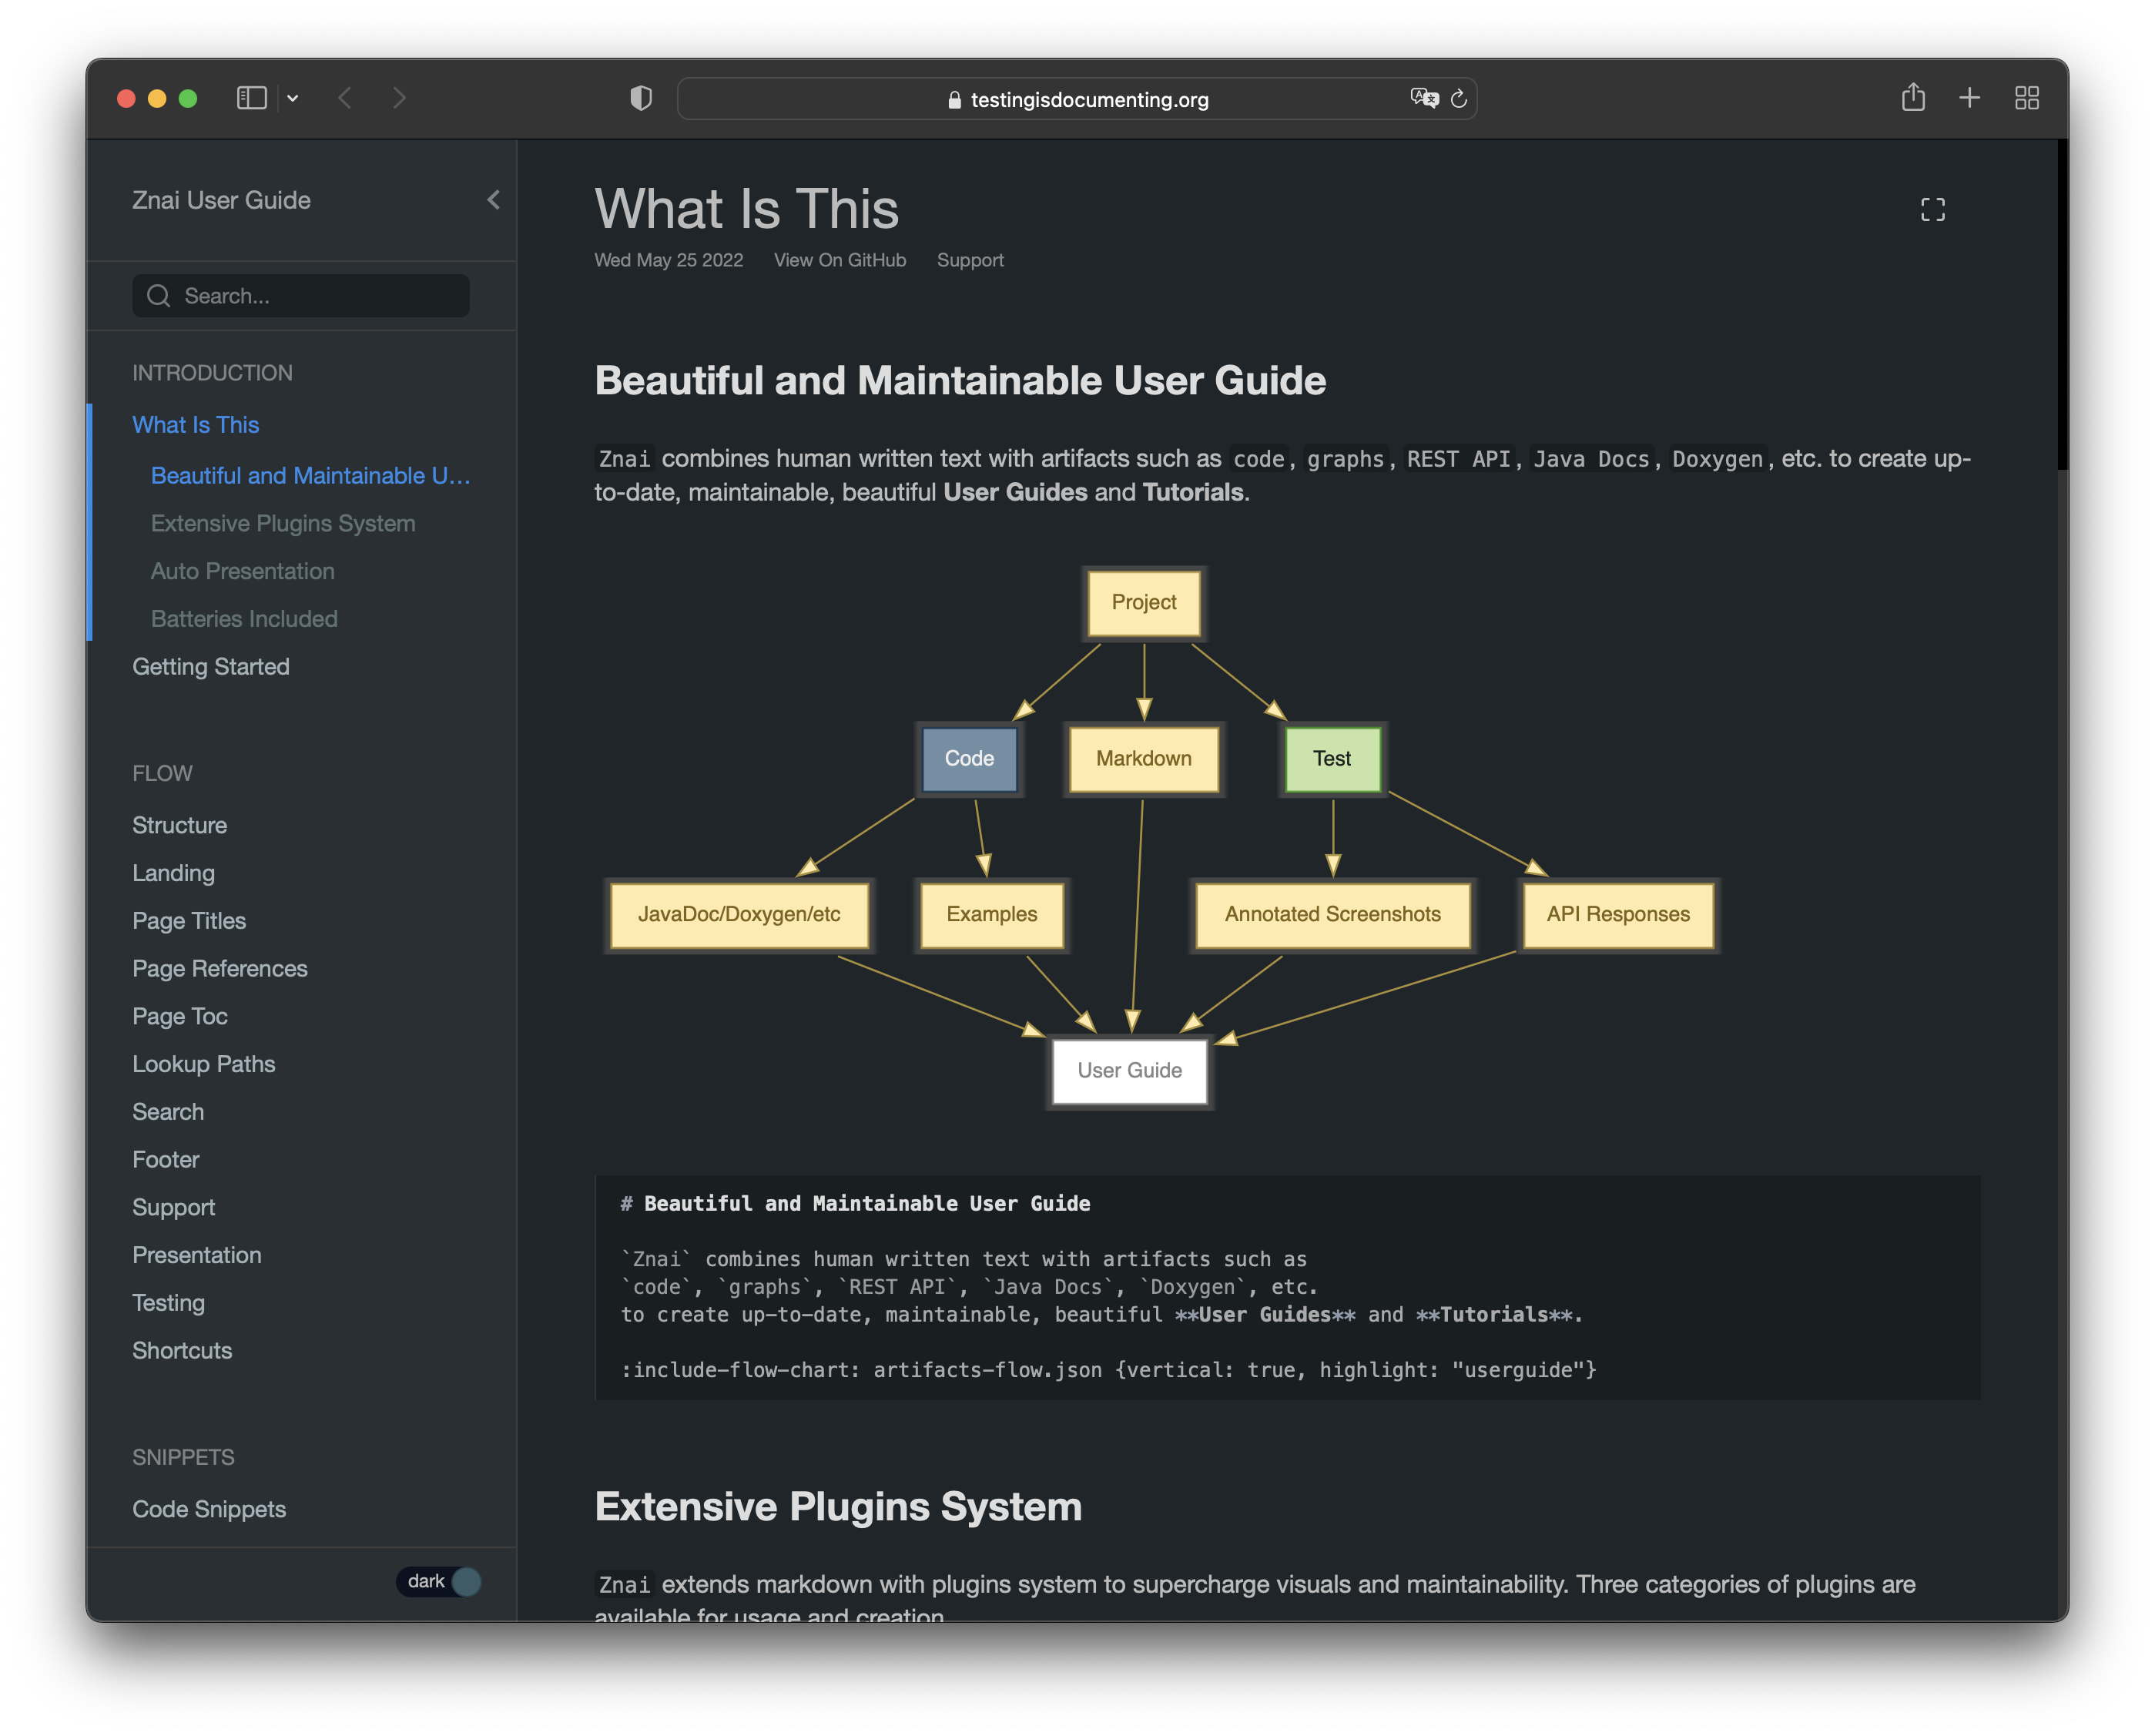 testingisdocumenting.org
Znai User Guide
Search...
INTRODUCTION
What Is This
Beautiful and Maintainable U...
Extensive Plugins System
Auto Presentation
Batteries Included
Getting Started
FLOW
Structure
Landing
Page Titles
Page References
Page Toc
Lookup Paths
Search
Footer
Support
Presentation
Testing
Shortcuts
SNIPPETS
Code Snippets
dark
What Is This
Wed May 25 2022 View On GitHub Support
Beautiful and Maintainable User Guide
Znai combines human written text with artifacts such as code, graphs, REST API, Java Docs, Doxygen, etc. to create up-
to-date, maintainable, beautiful User Guides and Tutorials.
Project
Code Markdown Test
JavaDoc/Doxygen/etc Examples Annotated Screenshots API Responses
User Guide
# Beautiful and Maintainable User Guide
`Znai` combines human written text with artifacts such as
`code`, `graphs`, `REST API`, `Java Docs`, `Doxygen`, etc.
to create up-to-date, maintainable, beautiful **User Guides** and **Tutorials**.
:include-flow-chart: artifacts-flow.json {vertical: true, highlight: "userguide"}
Extensive Plugins System
Znai extends markdown with plugins system to supercharge visuals and maintainability. Three categories of plugins are
available for usage and creation